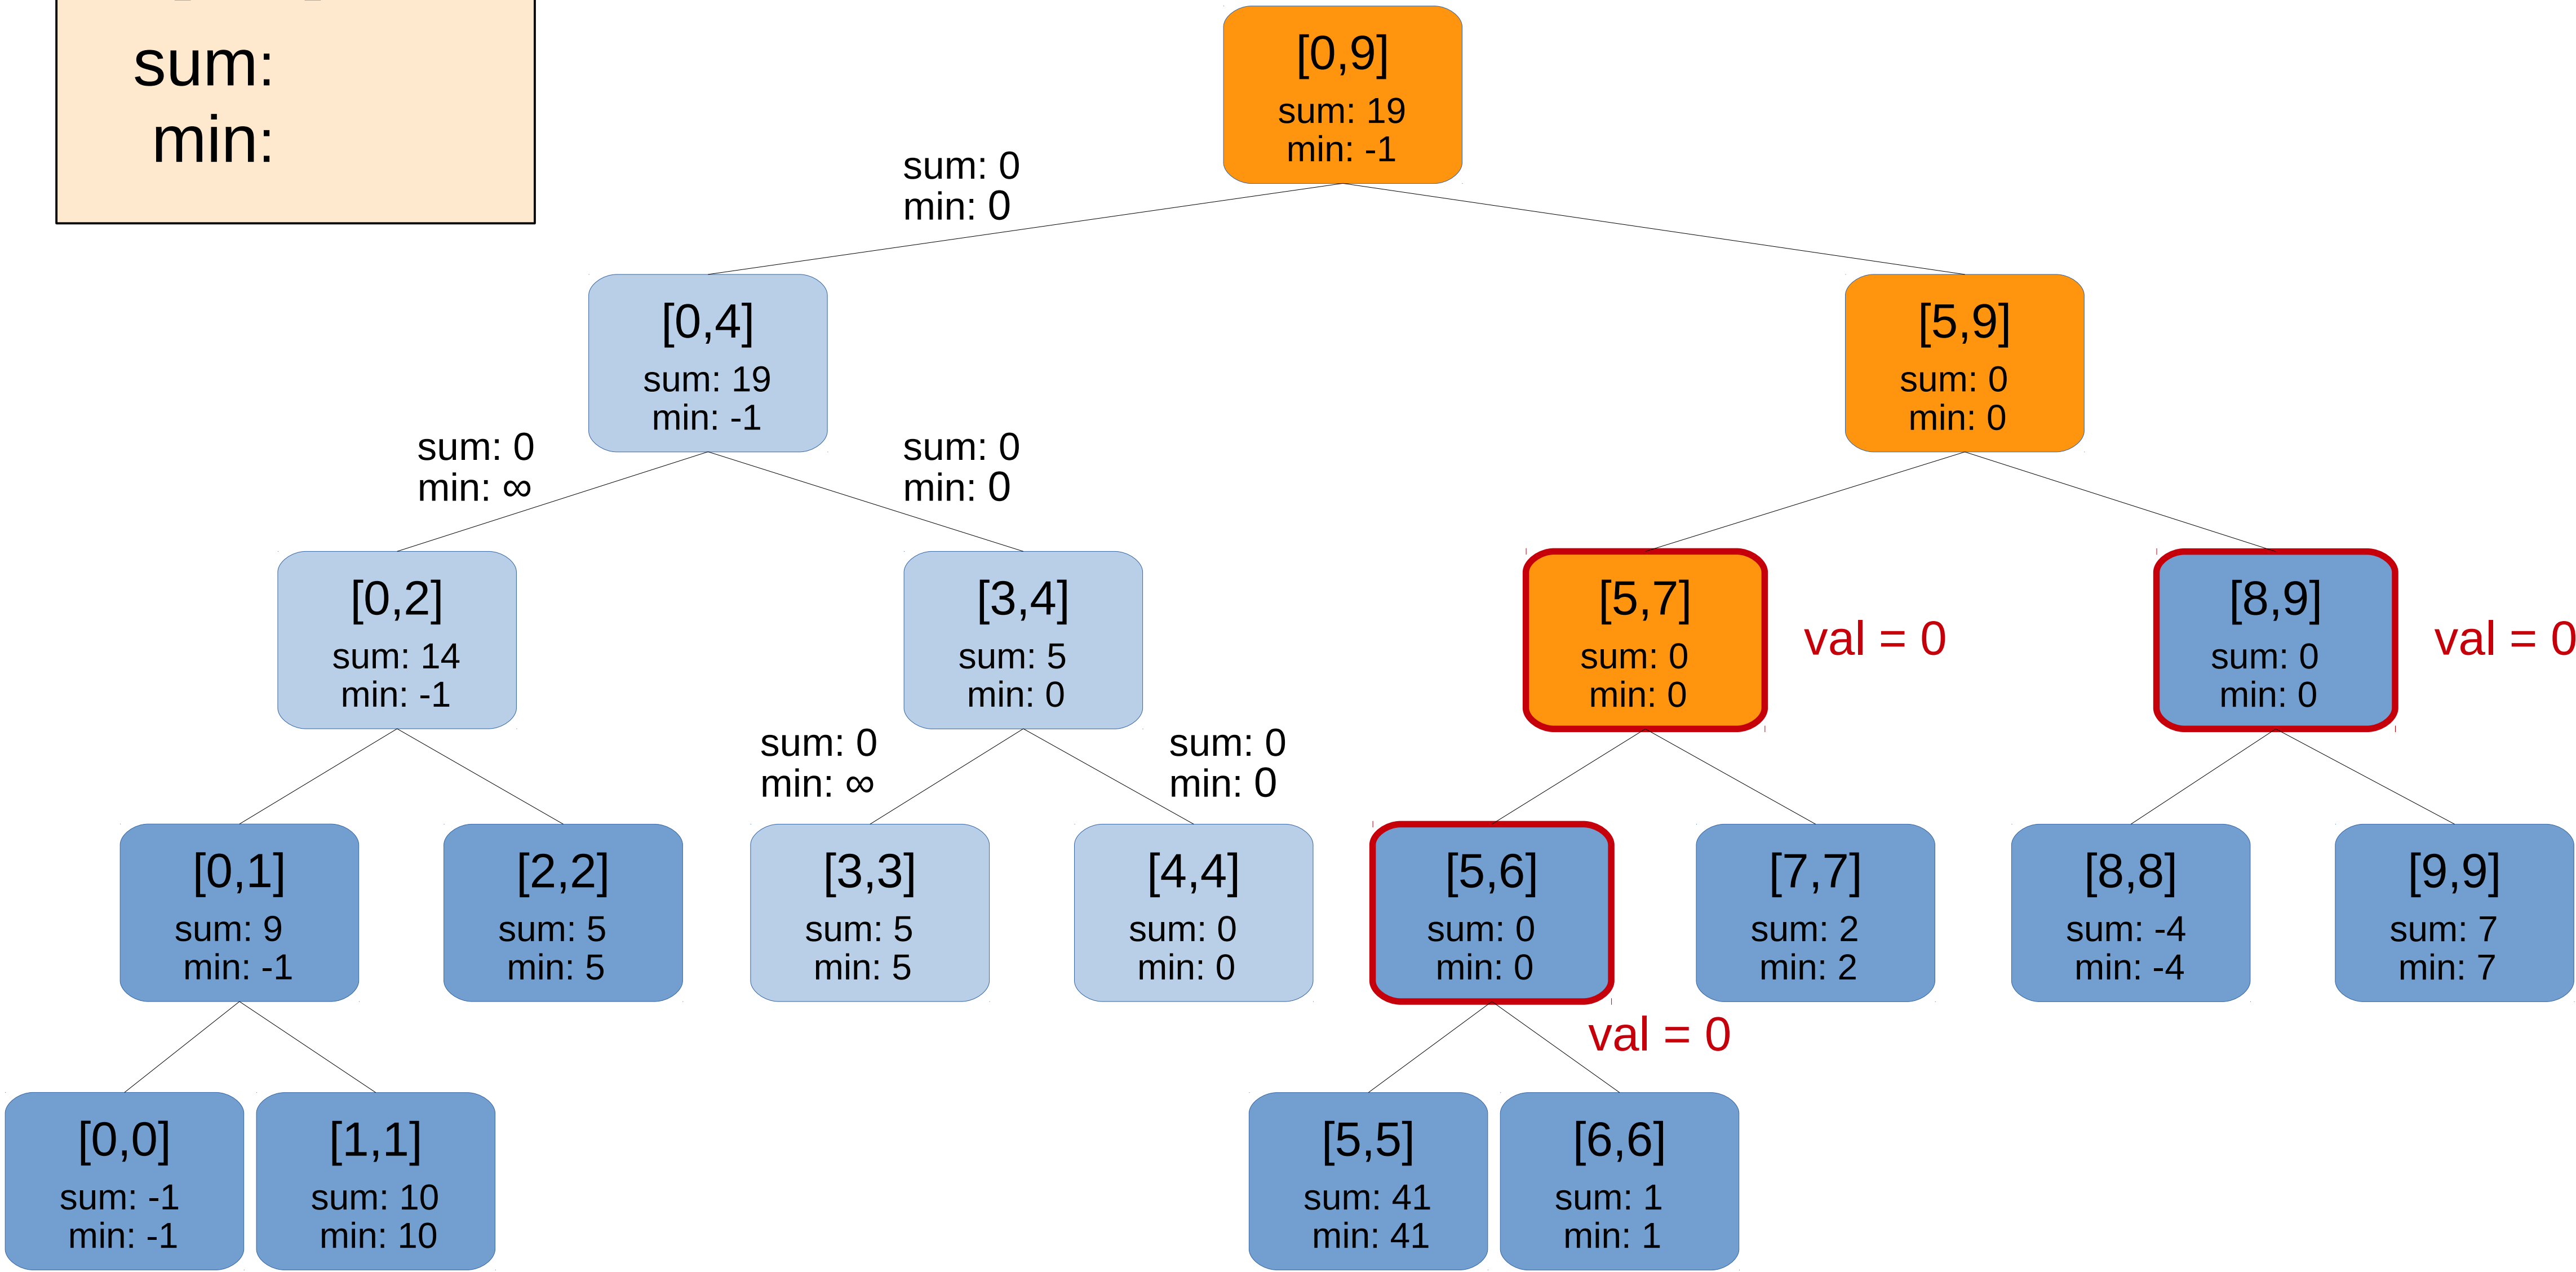 sum:
min:
[0,9]
sum: 19
min: -1
sum: 0
min: 0
[0,4]
sum: 19
min: -1
[5,9]
sum: 0
min: 0
sum: 0
min: ∞
sum: 0
min: 0
[0,2]
sum: 14
min: -1
[3,4]
sum: 5
min: 0
[5,7]
sum: 0
min: 0
val = 0
[8,9]
sum: 0
min: 0
val = 0
sum: 0
min: ∞
sum: 0
min: 0
[0,1]
sum: 9
min: -1
[2,2]
sum: 5
min: 5
[3,3]
sum: 5
min: 5
[4,4]
sum: 0
min: 0
[5,6]
sum: 0
min: 0
val = 0
[7,7]
sum: 2
min: 2
[8,8]
sum: -4
min: -4
[9,9]
sum: 7
min: 7
[0,0]
sum: -1
min: -1
[1,1]
sum: 10
min: 10
[5,5]
sum: 41
min: 41
[6,6]
sum: 1
min: 1